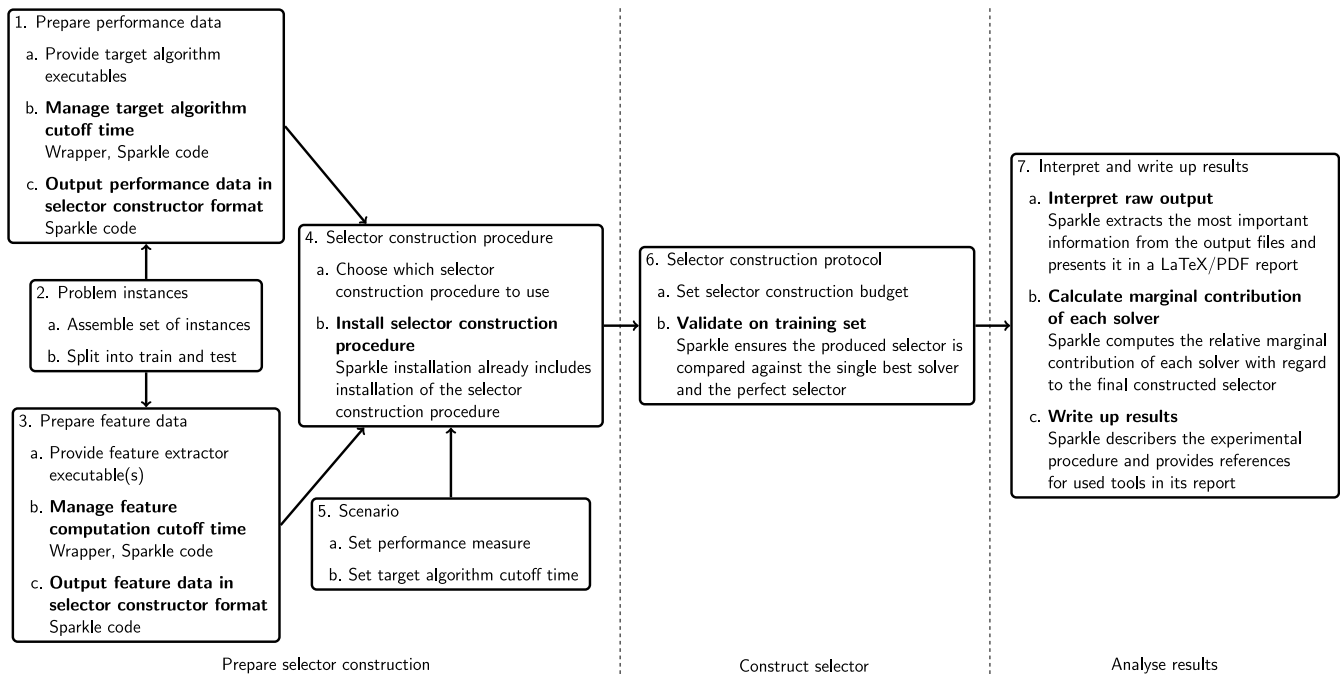 1. Prepare performance data
a. Provide target algorithm
executables
b. Manage target algorithm
cutoff time
Wrapper, Sparkle code
c. Output performance data in
selector constructor format
Sparkle code
2. Problem instances
a. Assemble set of instances
b. Split into train and test
3. Prepare feature data
a. Provide feature extractor
executable(s)
b. Manage feature
computation cutoff time
Wrapper, Sparkle code
c. Output feature data in
selector constructor format
Sparkle code
4. Selector construction procedure
a. Choose which selector
construction procedure to use
b. Install selector construction
procedure
Sparkle installation already includes
installation of the selector
construction procedure
5. Scenario
a. Set performance measure
b. Set target algorithm cutoff time
6. Selector construction protocol
a. Set selector construction budget
b. Validate on training set
Sparkle ensures the produced selector is
compared against the single best solver
and the perfect selector
7. Interpret and write up results
a. Interpret raw output
Sparkle extracts the most important
information from the output files and
presents it in a LaTeX/PDF report
b. Calculate marginal contribution
of each solver
Sparkle computes the relative marginal
contribution of each solver with regard
to the final constructed selector
c. Write up results
Sparkle describers the experimental
procedure and provides references
for used tools in its report
Prepare selector construction
Construct selector
Analyse results